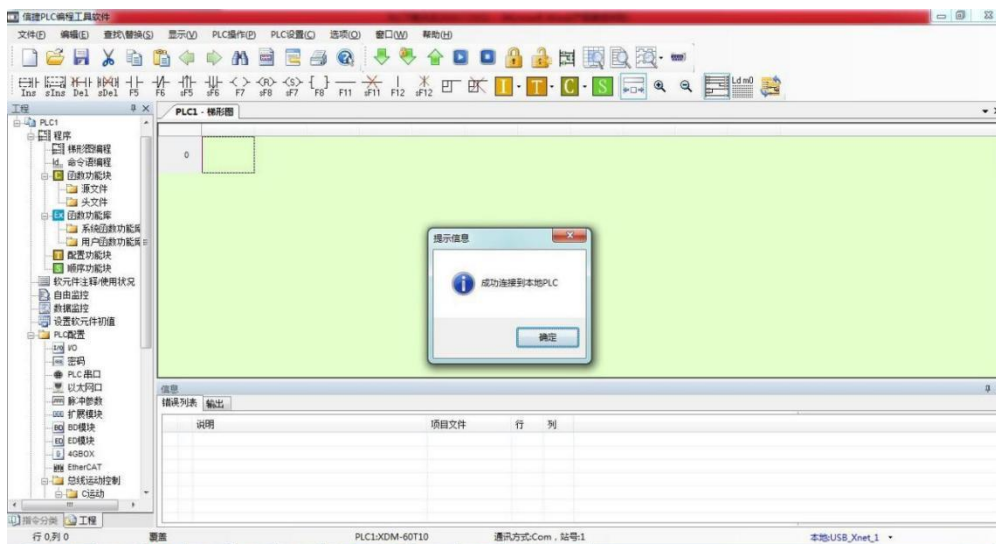 信捷PLC编程工具软件
文件(F) 编辑(E) 查找\替换(S) 显示(V) PLC操作(P) PLC设置(C) 选项(O) 窗口(W) 帮助(H)
Ins sIns Del sDel F5 F6 sF5 sF6 F7 sF8 sF7 F8 F11 sF11 F12 sF12 I T C S Ld m0
工程
PLC1 - 梯形图
PLC1
程序
梯形图编程
命令语编程
函数功能块
源文件
头文件
函数功能库
系统函数功能库
用户函数功能库
配置功能块
顺序功能块
软元件注释/使用状况
自由监控
数据监控
设置软元件初值
PLC配置
I/O
密码
PLC串口
以太网口
脉冲参数
扩展模块
BD模块
ED模块
4GBOX
EtherCAT
总线运动控制
C运动
指令分类 工程
0
提示信息
成功连接到本地PLC
确定
信息
错误列表 输出
说明 项目文件 行 列
行 0,列 0 覆盖 PLC1:XDM-60T10 通讯方式:Com，站号:1 本地:USB_Xnet_1